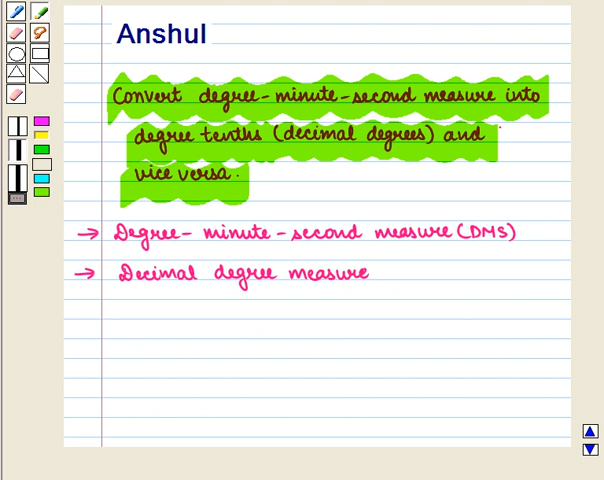 Anshul
Convert degree-minute-second measure into
degree tenths (decimal degrees) and
vice versa.
→ Degree-minute-second measure (DMS)
→ Decimal degree measure